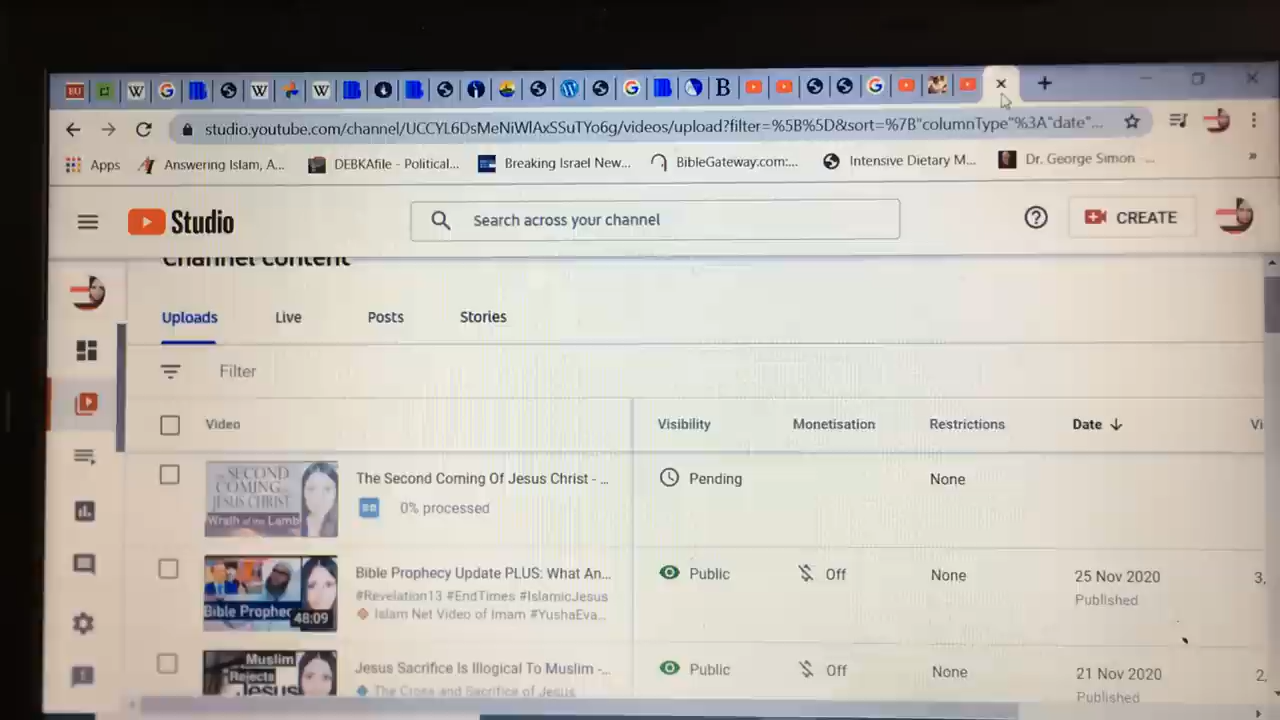 EU
W G W W G B G
studio.youtube.com/channel/UCCYL6DsMeNiWlAxSSuTYo6g/videos/upload?filter=%5B%5D&sort=%7B"columnType"%3A"date"...
Apps Answering Islam, A... DEBKAfile - Political... Breaking Israel New... BibleGateway.com:... Intensive Dietary M... Dr. George Simon ... »
Studio Search across your channel CREATE
Channel content
Uploads Live Posts Stories
Filter
Video Visibility Monetisation Restrictions Date Vi
SECOND
COMING OF
JESUS CHRIST
Wrath of the Lamb
The Second Coming Of Jesus Christ - ... Pending None
0% processed
Bible Prophec
48:09
Bible Prophecy Update PLUS: What An... Public Off None 25 Nov 2020 3,
#Revelation13 #EndTimes #IslamicJesus Published
Islam Net Video of Imam #YushaEva...
Muslim
Rejects
Jesus
Jesus Sacrifice Is Illogical To Muslim -... Public Off None 21 Nov 2020 2,
The Cross and Sacrifice of Jesus Published